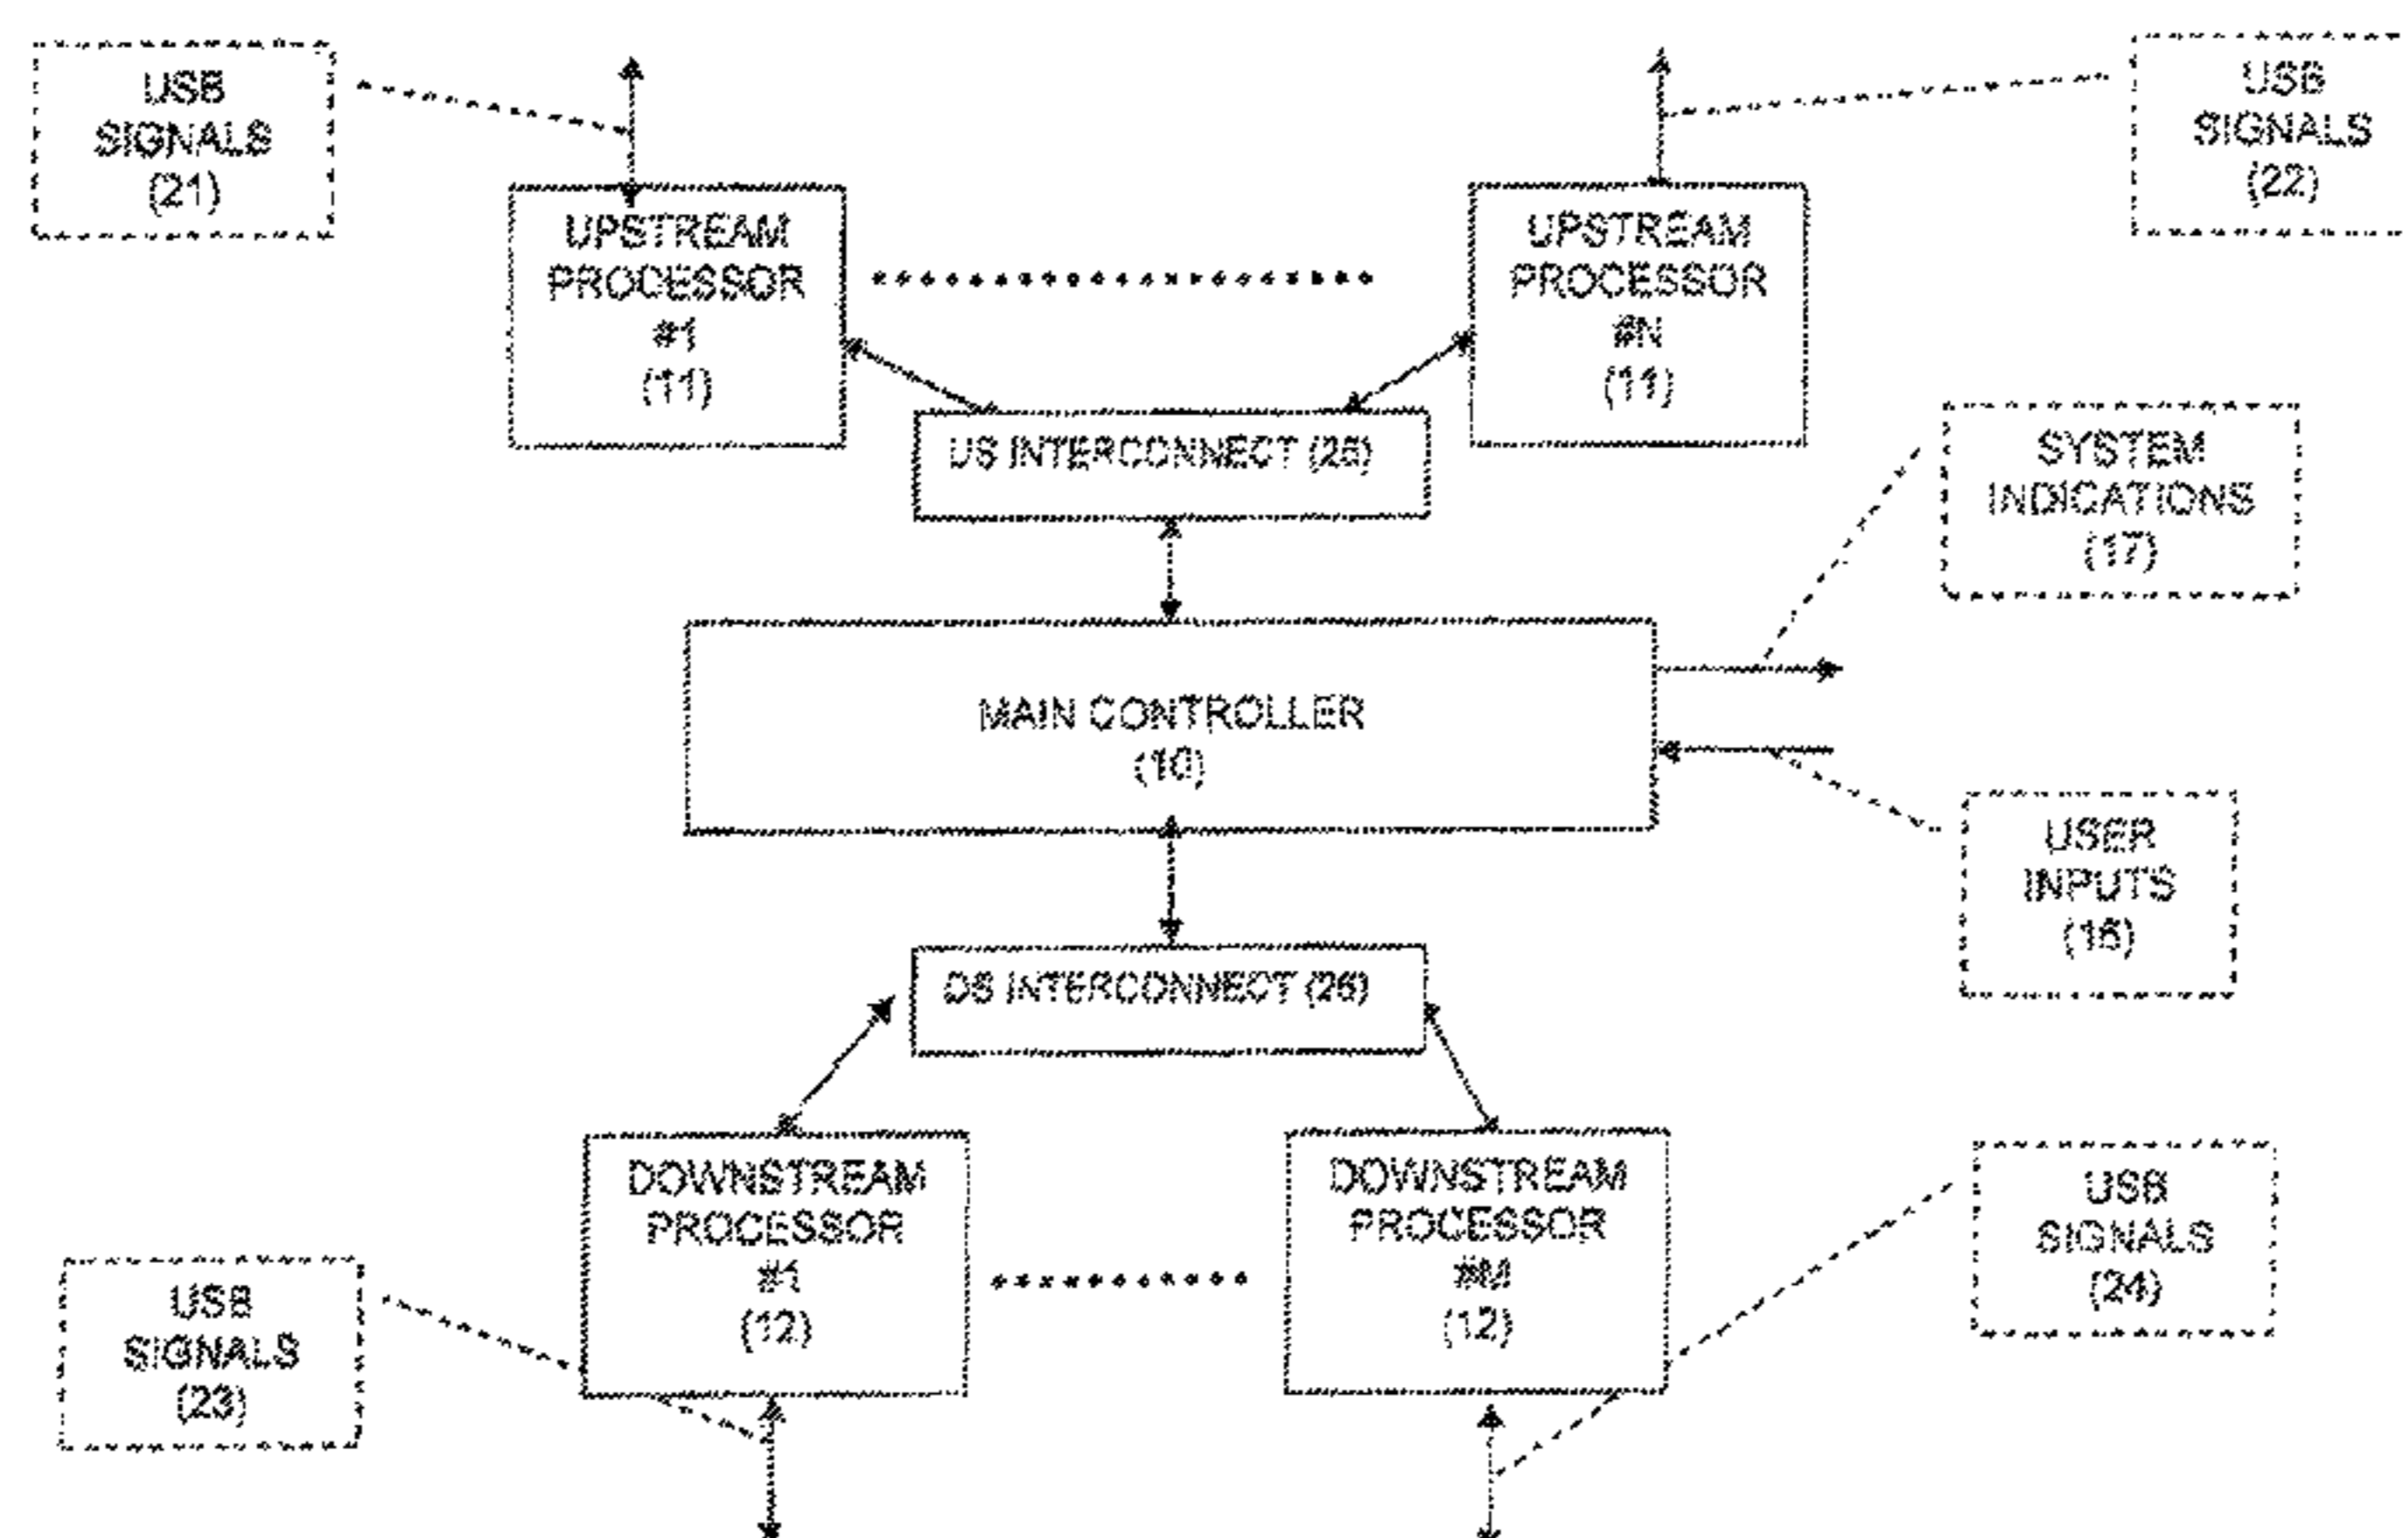 USB
SIGNALS
(21)
USB
SIGNALS
(22)
UPSTREAM
PROCESSOR
#1
(11)
UPSTREAM
PROCESSOR
#N
(11)
US INTERCONNECT (25)
SYSTEM
INDICATIONS
(17)
MAIN CONTROLLER
(10)
USER
INPUTS
DS INTERCONNECT (26)
DOWNSTREAM
PROCESSOR
#1
(12)
DOWNSTREAM
PROCESSOR
#M
(12)
USB
SIGNALS
(23)
USB
SIGNALS
(24)